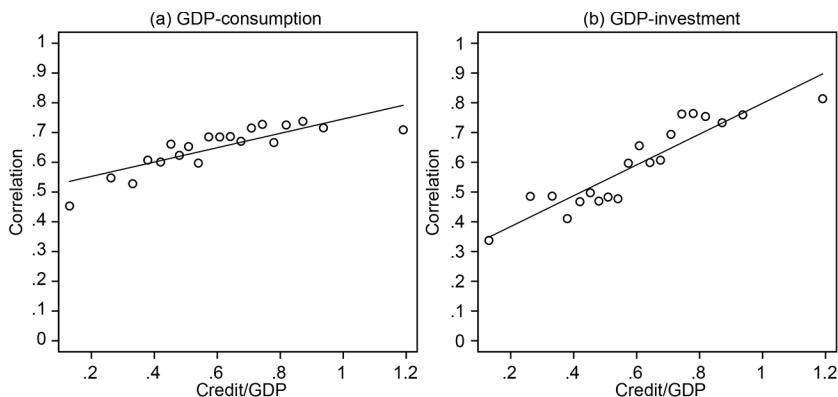 (a) GDP-consumption
1
.9
.8
.7
.6
.5
.4
.3
.2
.1
0
Correlation
.2 .4 .6 .8 1 1.2
Credit/GDP
(b) GDP-investment
1
.9
.8
.7
.6
.5
.4
.3
.2
.1
0
Correlation
.2 .4 .6 .8 1 1.2
Credit/GDP